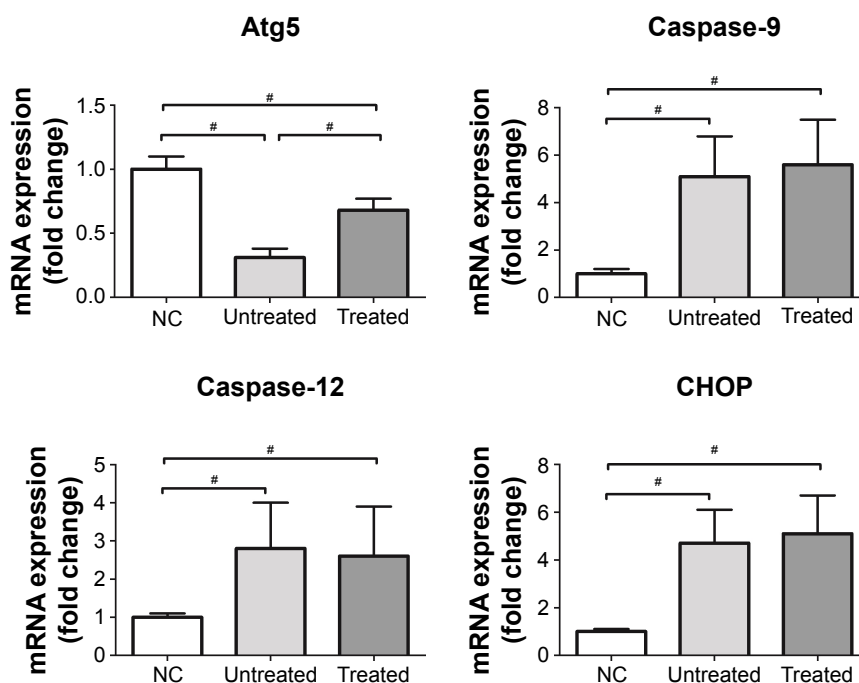 Atg5
mRNA expression
(fold change)
1.5
1.0
0.5
0.0
#
#
#
NC
Untreated
Treated
Caspase-9
mRNA expression
(fold change)
8
6
4
2
0
#
#
NC
Untreated
Treated
Caspase-12
mRNA expression
(fold change)
5
4
3
2
1
0
#
#
NC
Untreated
Treated
CHOP
mRNA expression
(fold change)
8
6
4
2
0
#
#
NC
Untreated
Treated